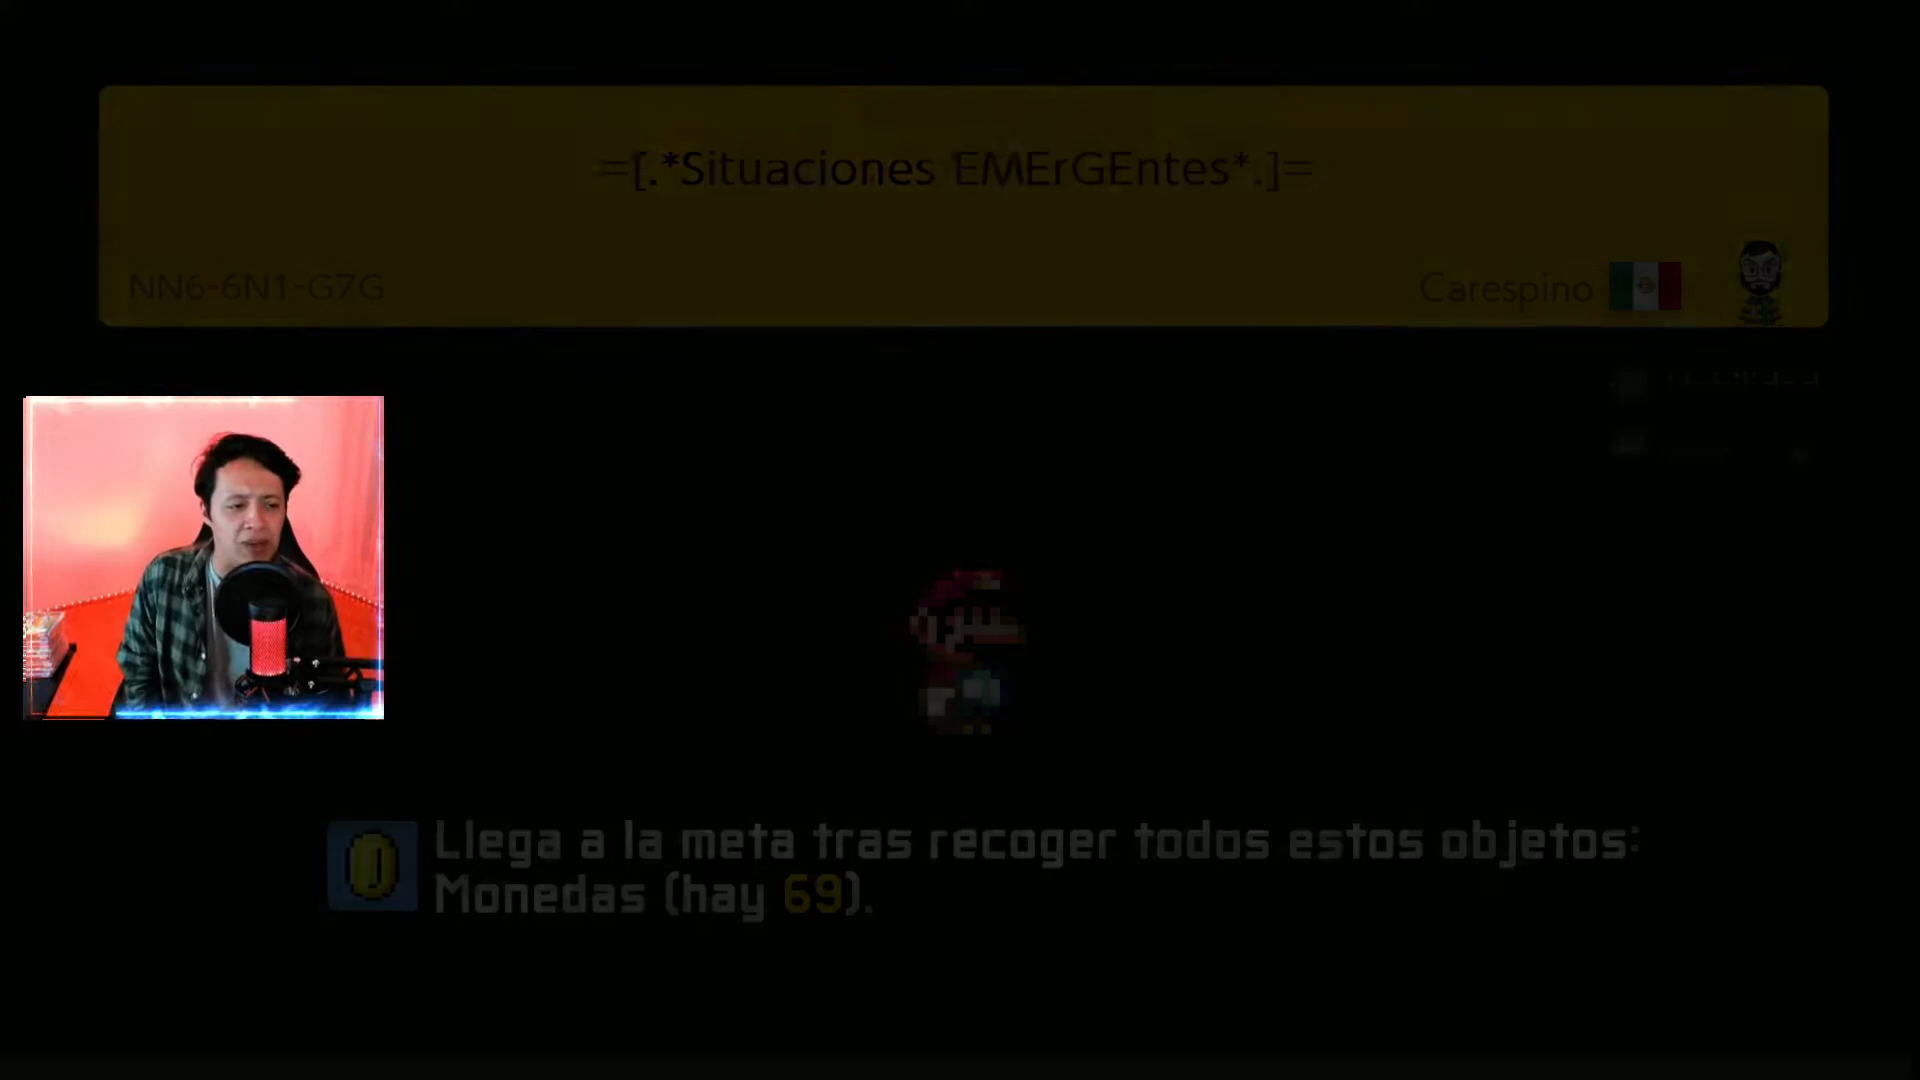 =[.*Situaciones EMErGEntes*.]=
NN6-6N1-G7G
Carespino
Llega a la meta tras recoger todos estos objetos:
Monedas (hay 69).